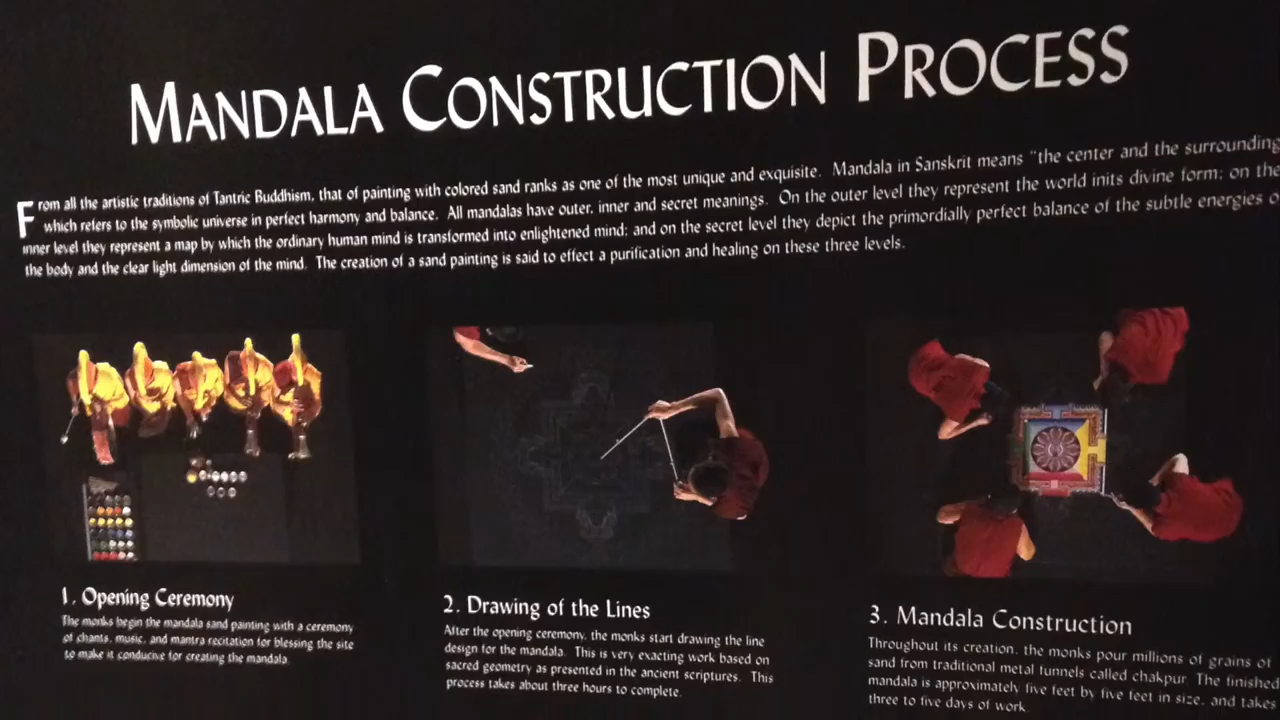 MANDALA CONSTRUCTION PROCESS
From all the artistic traditions of Tantric Buddhism, that of painting with colored sand ranks as one of the most unique and exquisite. Mandala in Sanskrit means "the center and the surrounding
which refers to the symbolic universe in perfect harmony and balance. All mandalas have outer, inner and secret meanings. On the outer level they represent the world inits divine form; on the
inner level they represent a map by which the ordinary human mind is transformed into enlightened mind; and on the secret level they depict the primordially perfect balance of the subtle energies o
the body and the clear light dimension of the mind. The creation of a sand painting is said to effect a purification and healing on these three levels.
1. Opening Ceremony
The monks begin the mandala sand painting with a ceremony
of chants, music, and mantra recitation for blessing the site
to make it conducive for creating the mandala.
2. Drawing of the Lines
After the opening ceremony, the monks start drawing the line
design for the mandala. This is very exacting work based on
sacred geometry as presented in the ancient scriptures. This
process takes about three hours to complete.
3. Mandala Construction
Throughout its creation, the monks pour millions of grains of
sand from traditional metal funnels called chakpur. The finished
mandala is approximately five feet by five feet in size, and takes
three to five days of work.